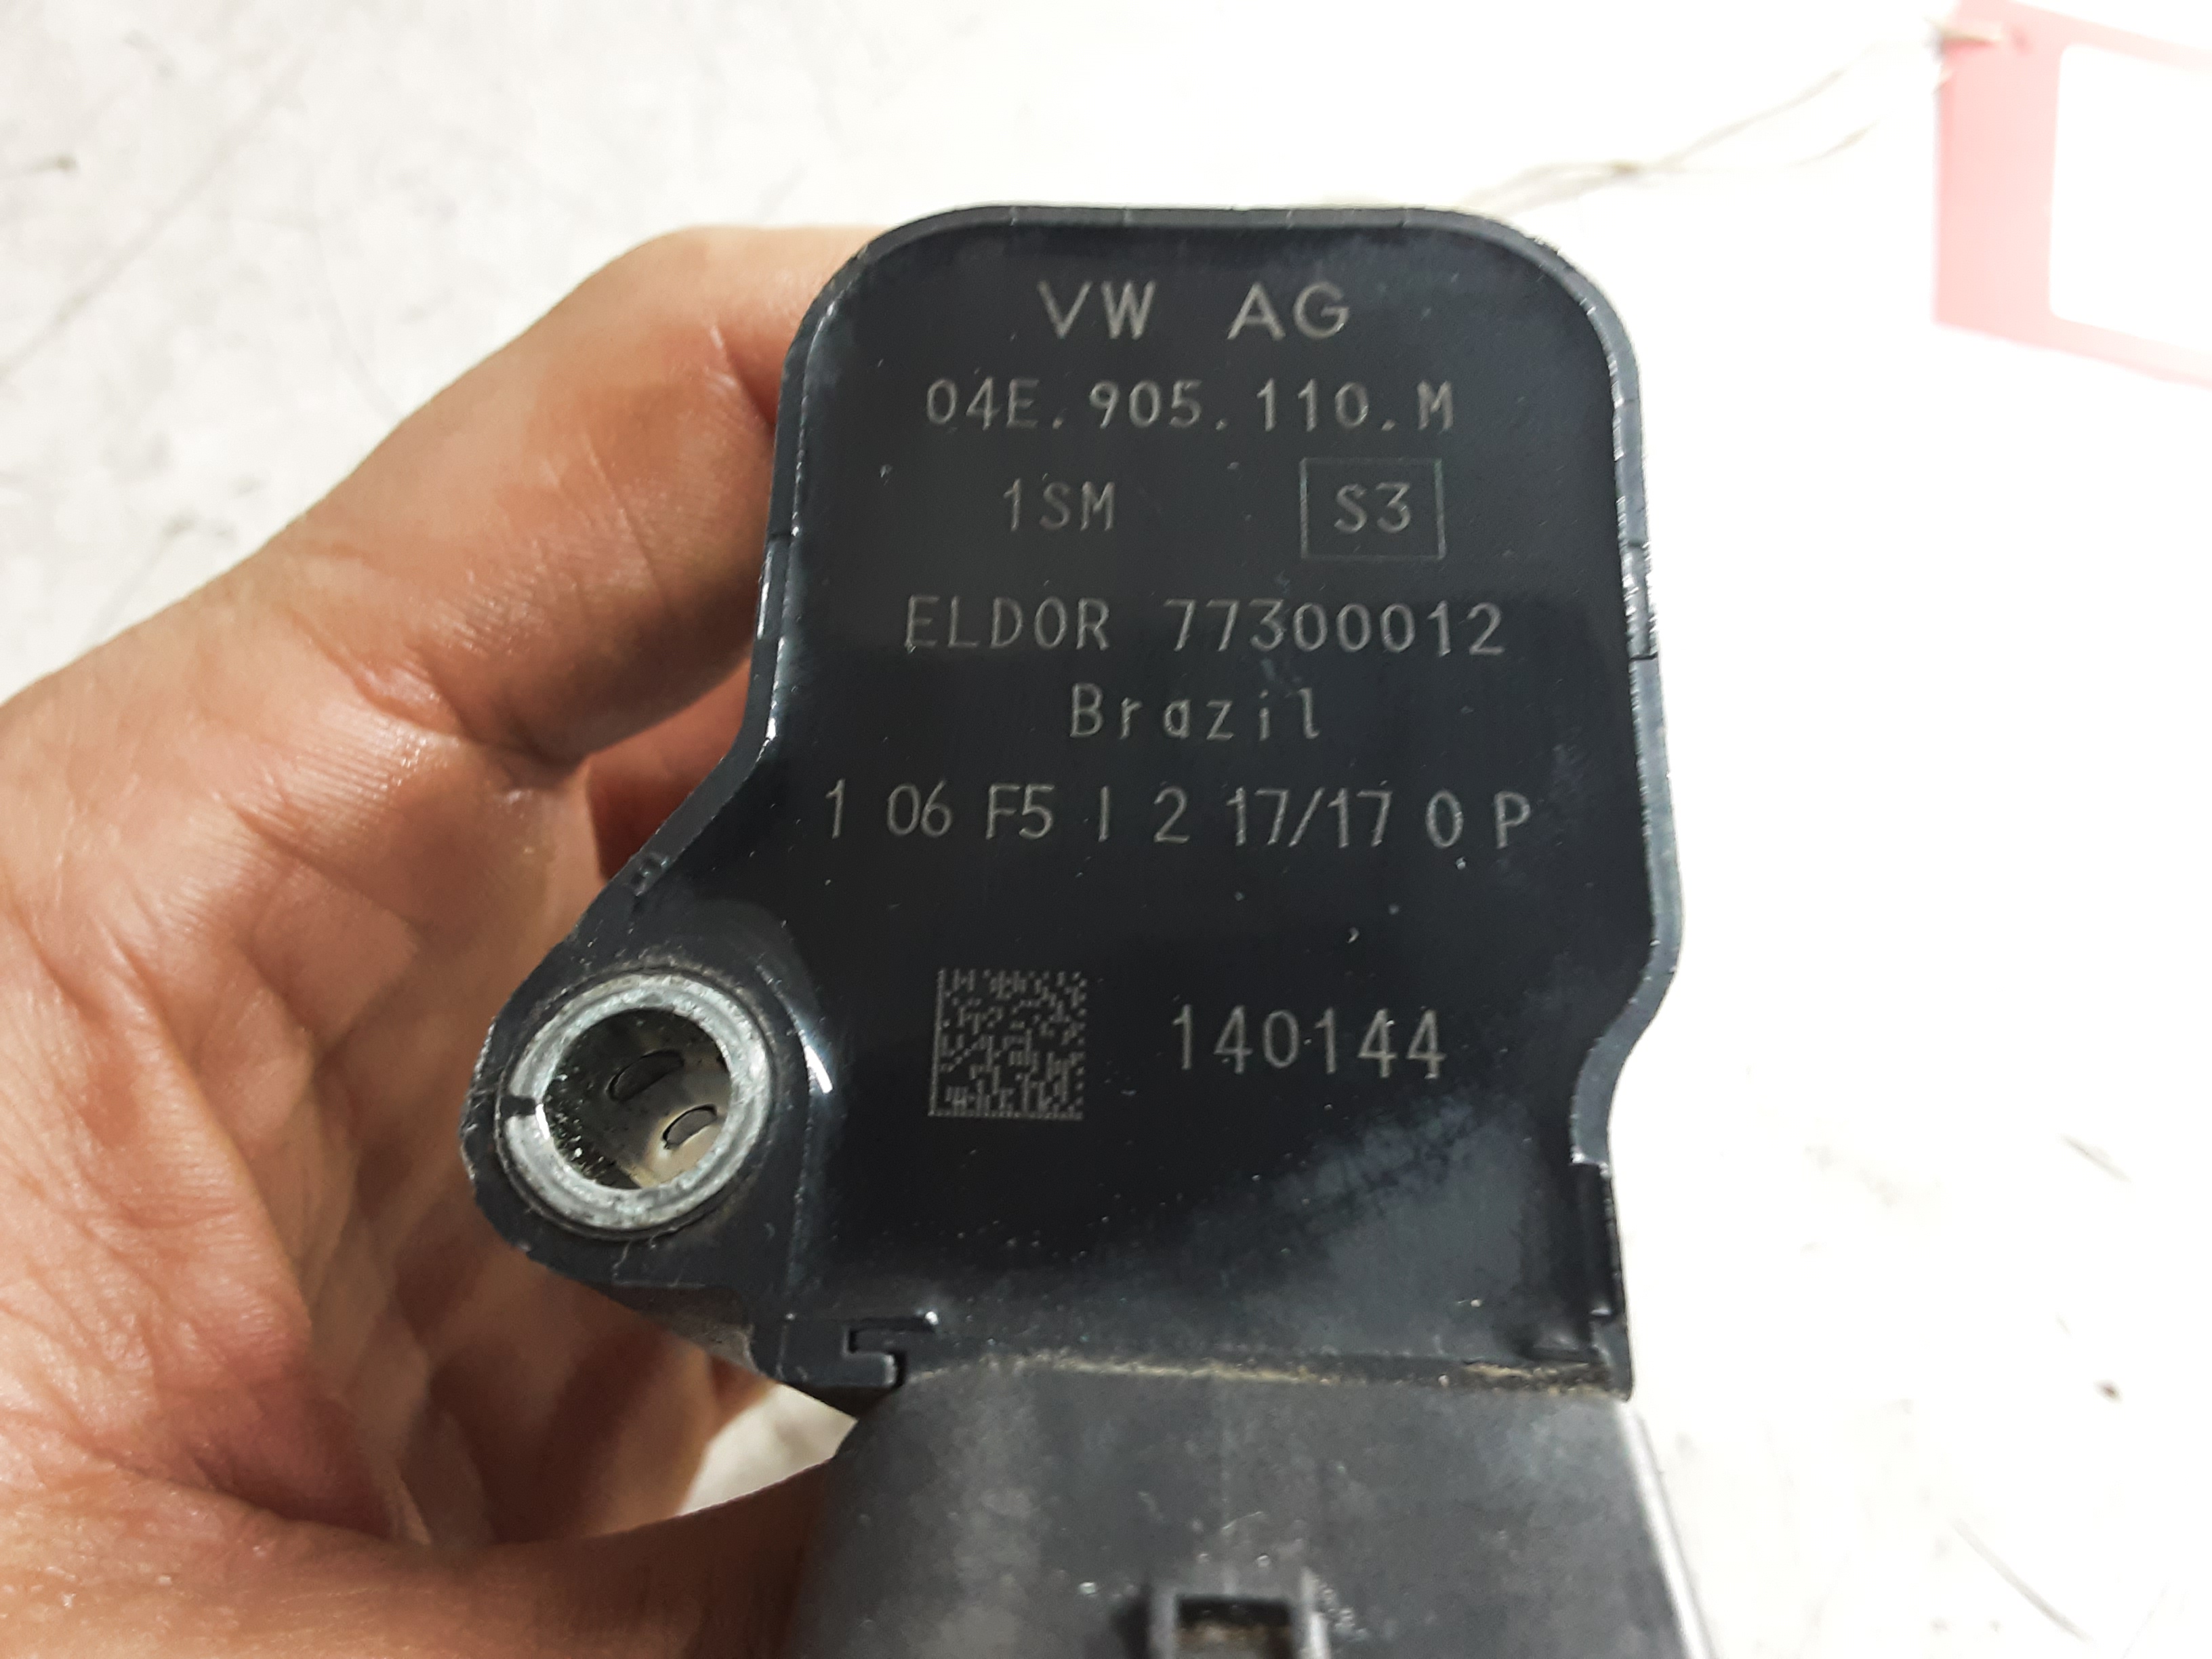 VW AG
04E.905.110.M
1SM S3
ELDOR 77300012
Brazil
1 06 F5 I 2 17/17 0 P
140144